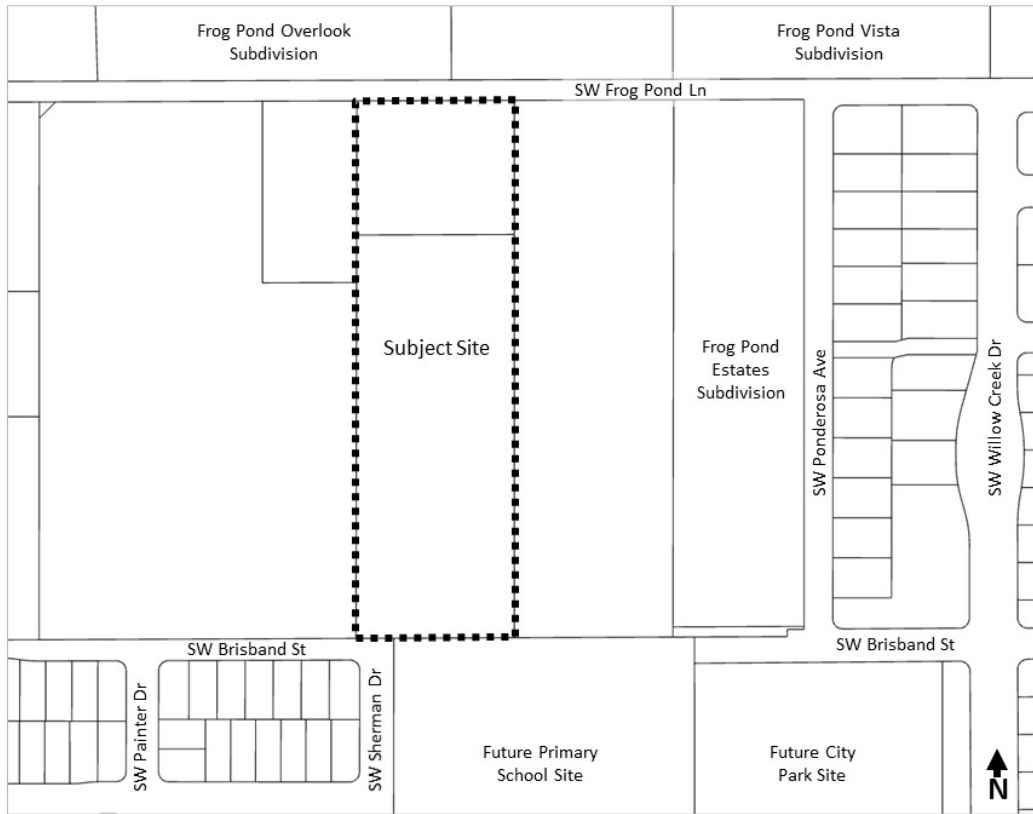 Frog Pond Overlook
Subdivision
Frog Pond Vista
Subdivision
SW Frog Pond Ln
Subject Site
Frog Pond
Estates
Subdivision
SW Ponderosa Ave
SW Willow Creek Dr
SW Brisband St
SW Brisband St
SW Painter Dr
SW Sherman Dr
Future Primary
School Site
Future City
Park Site
N